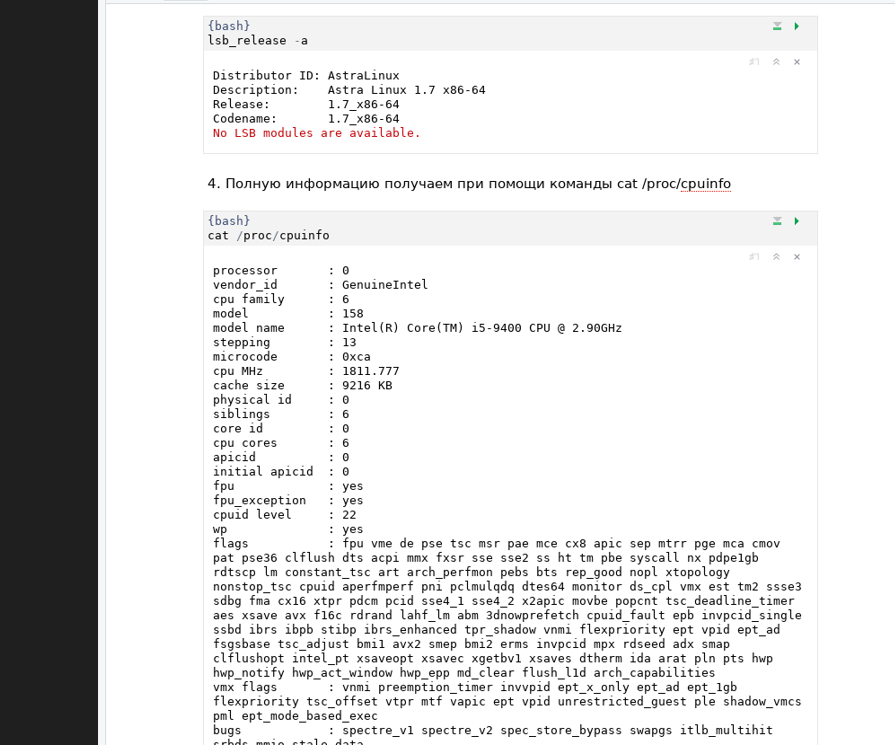 {bash}
lsb_release -a
Distributor ID: AstraLinux
Description:    Astra Linux 1.7 x86-64
Release:        1.7_x86-64
Codename:       1.7_x86-64
No LSB modules are available.
4. Полную информацию получаем при помощи команды cat /proc/cpuinfo
{bash}
cat /proc/cpuinfo
processor       : 0
vendor_id       : GenuineIntel
cpu family      : 6
model           : 158
model name      : Intel(R) Core(TM) i5-9400 CPU @ 2.90GHz
stepping        : 13
microcode       : 0xca
cpu MHz         : 1811.777
cache size      : 9216 KB
physical id     : 0
siblings        : 6
core id         : 0
cpu cores       : 6
apicid          : 0
initial apicid  : 0
fpu             : yes
fpu_exception   : yes
cpuid level     : 22
wp              : yes
flags           : fpu vme de pse tsc msr pae mce cx8 apic sep mtrr pge mca cmov
pat pse36 clflush dts acpi mmx fxsr sse sse2 ss ht tm pbe syscall nx pdpe1gb
rdtscp lm constant_tsc art arch_perfmon pebs bts rep_good nopl xtopology
nonstop_tsc cpuid aperfmperf pni pclmulqdq dtes64 monitor ds_cpl vmx est tm2 ssse3
sdbg fma cx16 xtpr pdcm pcid sse4_1 sse4_2 x2apic movbe popcnt tsc_deadline_timer
aes xsave avx f16c rdrand lahf_lm abm 3dnowprefetch cpuid_fault epb invpcid_single
ssbd ibrs ibpb stibp ibrs_enhanced tpr_shadow vnmi flexpriority ept vpid ept_ad
fsgsbase tsc_adjust bmi1 avx2 smep bmi2 erms invpcid mpx rdseed adx smap
clflushopt intel_pt xsaveopt xsavec xgetbv1 xsaves dtherm ida arat pln pts hwp
hwp_notify hwp_act_window hwp_epp md_clear flush_l1d arch_capabilities
vmx flags       : vnmi preemption_timer invvpid ept_x_only ept_ad ept_1gb
flexpriority tsc_offset vtpr mtf vapic ept vpid unrestricted_guest ple shadow_vmcs
pml ept_mode_based_exec
bugs            : spectre_v1 spectre_v2 spec_store_bypass swapgs itlb_multihit
srbds mmio_stale_data